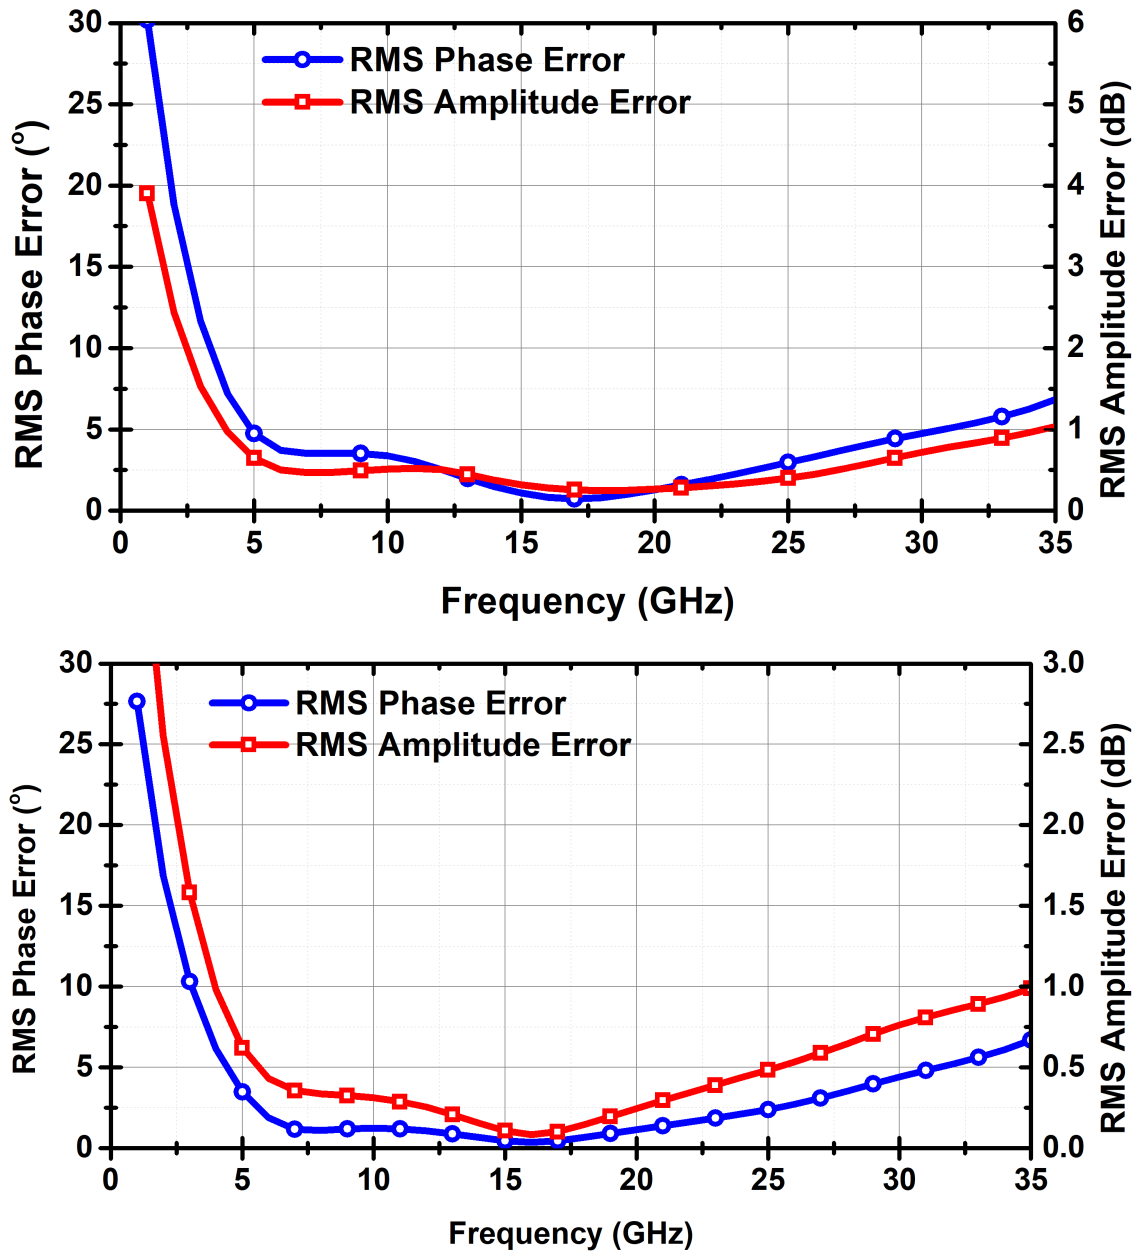 30
25
20
15
10
5
0
RMS Phase Error (o)
RMS Phase Error
RMS Amplitude Error
6
5
4
3
2
1
0
RMS Amplitude Error (dB)
0 5 10 15 20 25 30 35
Frequency (GHz)
30
25
20
15
10
5
0
RMS Phase Error (o)
RMS Phase Error
RMS Amplitude Error
3.0
2.5
2.0
1.5
1.0
0.5
0.0
RMS Amplitude Error (dB)
0 5 10 15 20 25 30 35
Frequency (GHz)